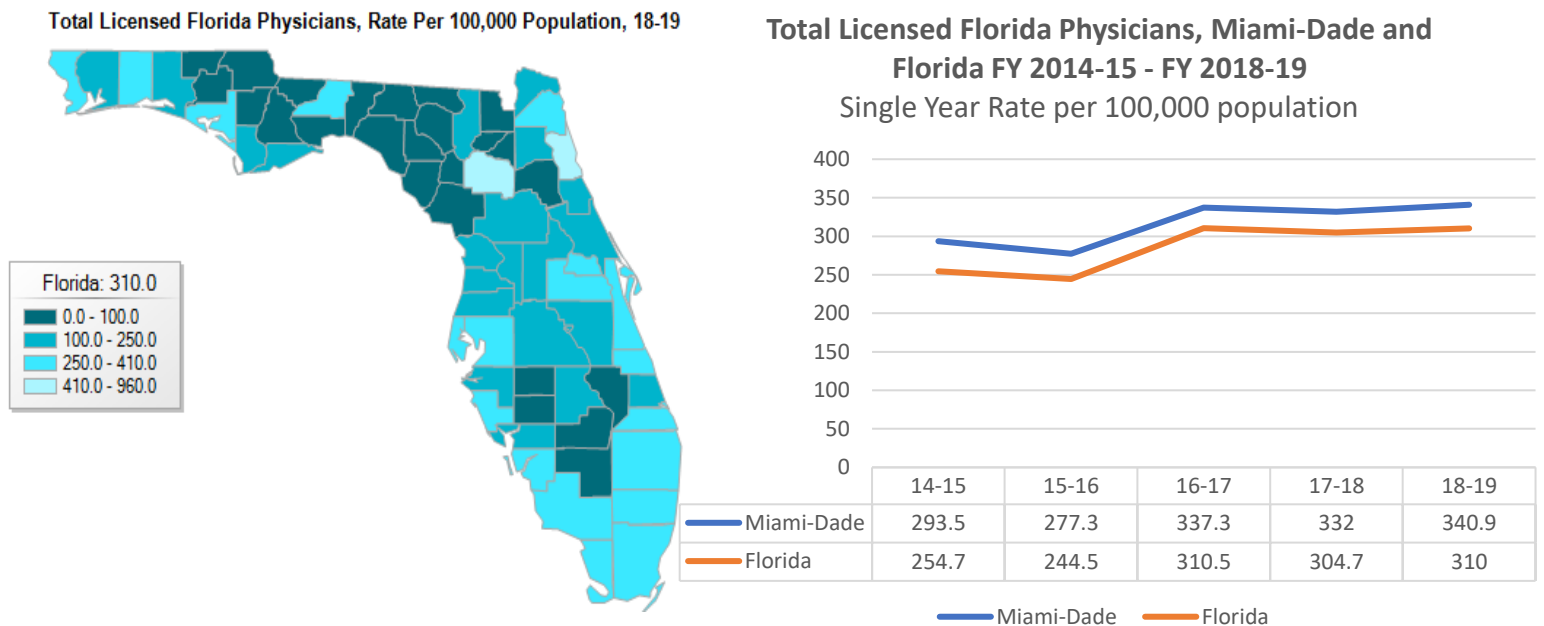 Total Licensed Florida Physicians, Rate Per 100,000 Population, 18-19
Florida: 310.0
0.0 - 100.0
100.0 - 250.0
250.0 - 410.0
410.0 - 960.0
Total Licensed Florida Physicians, Miami-Dade and
Florida FY 2014-15 - FY 2018-19
Single Year Rate per 100,000 population
400
350
300
250
200
150
100
50
0
14-15 15-16 16-17 17-18 18-19
Miami-Dade 293.5 277.3 337.3 332 340.9
Florida 254.7 244.5 310.5 304.7 310
Miami-Dade Florida